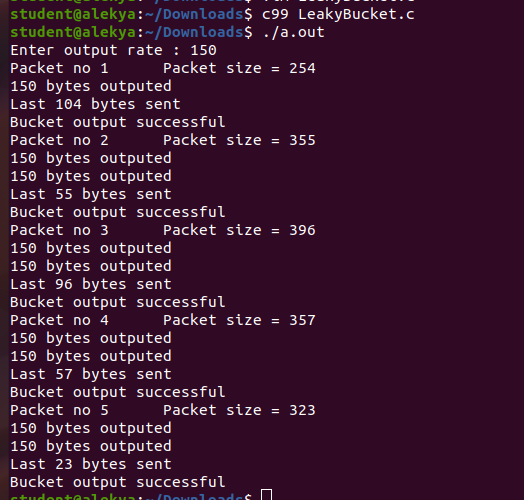 student@alekya:~/Downloads$ c99 LeakyBucket.c
student@alekya:~/Downloads$ ./a.out
Enter output rate : 150
Packet no 1      Packet size = 254
150 bytes outputed
Last 104 bytes sent
Bucket output successful
Packet no 2      Packet size = 355
150 bytes outputed
150 bytes outputed
Last 55 bytes sent
Bucket output successful
Packet no 3      Packet size = 396
150 bytes outputed
150 bytes outputed
Last 96 bytes sent
Bucket output successful
Packet no 4      Packet size = 357
150 bytes outputed
150 bytes outputed
Last 57 bytes sent
Bucket output successful
Packet no 5      Packet size = 323
150 bytes outputed
150 bytes outputed
Last 23 bytes sent
Bucket output successful
student@alekya:~/Downloads$